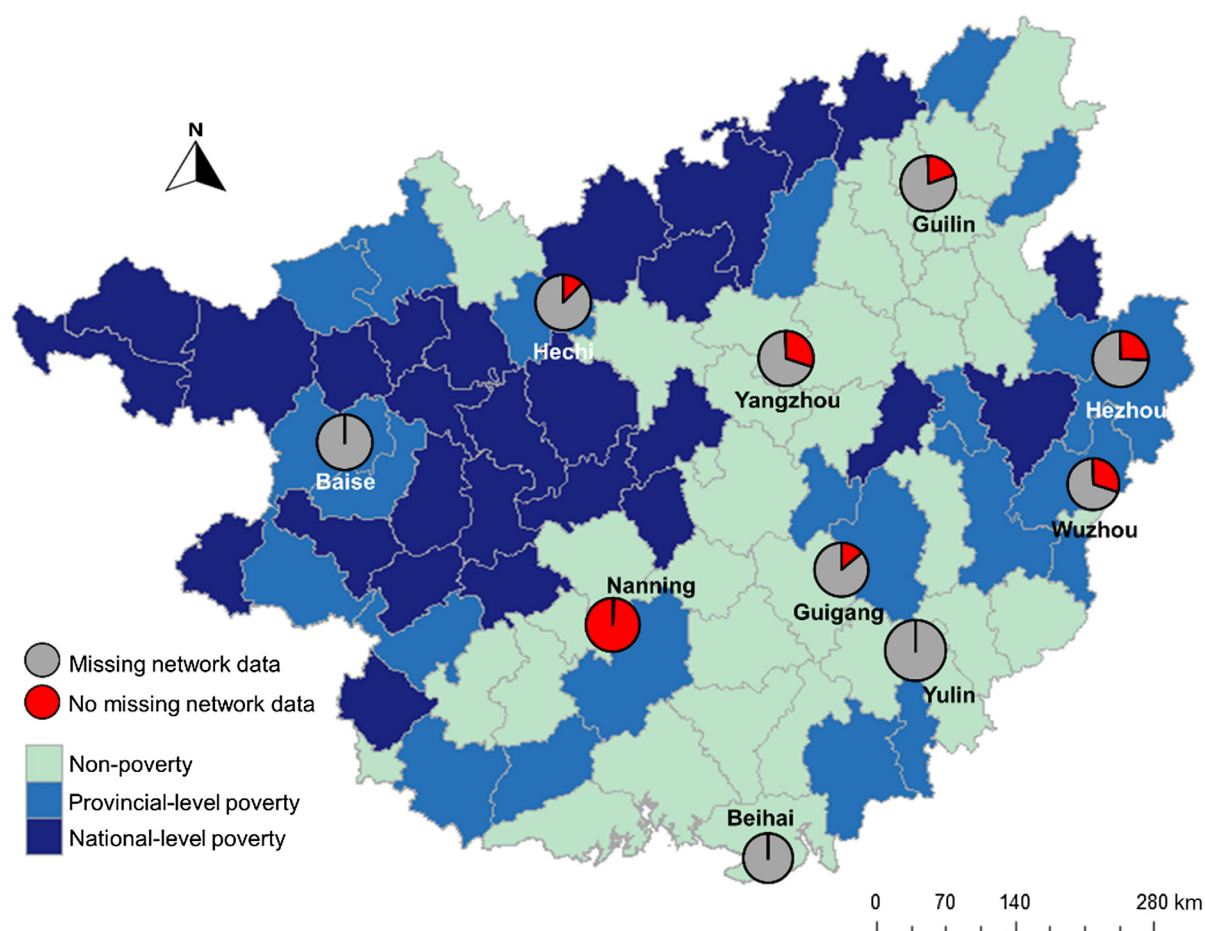 N
Guilin
Hechi
Yangzhou
Hezhou
Baise
Wuzhou
Nanning
Guigang
Yulin
Beihai
Missing network data
No missing network data
Non-poverty
Provincial-level poverty
National-level poverty
0 70 140 280 km